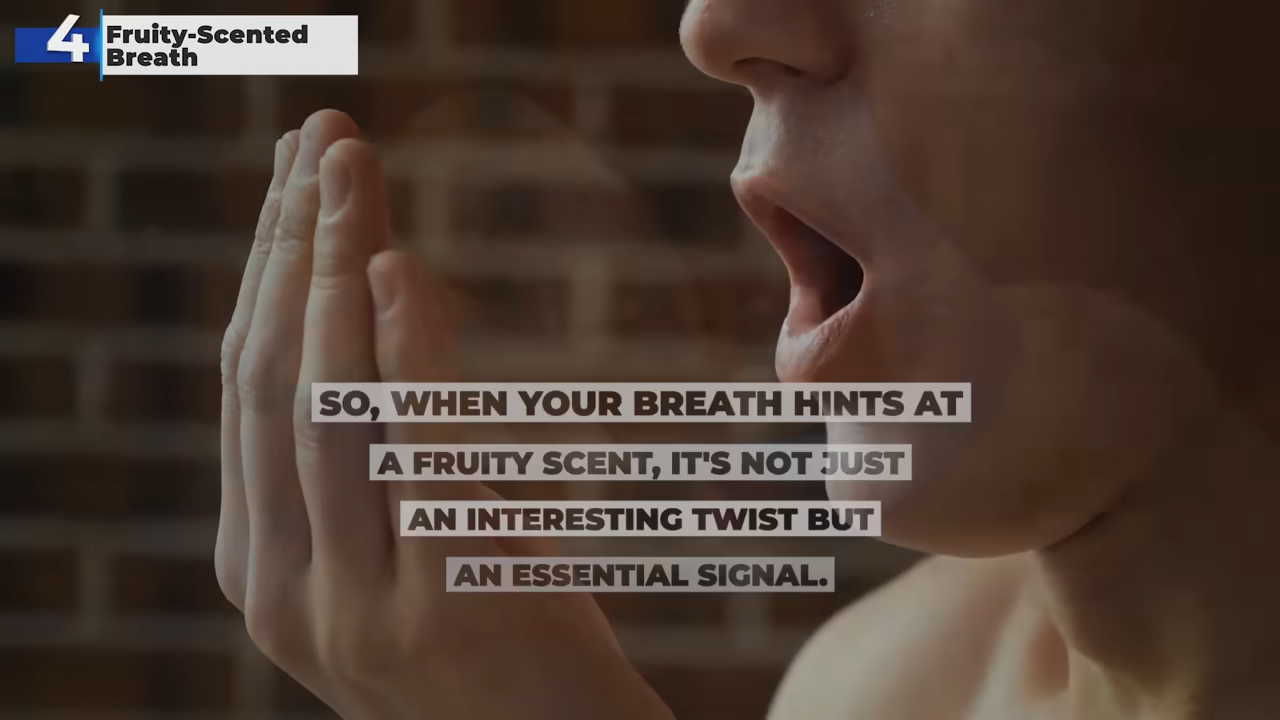 4
Fruity-Scented
Breath
SO, WHEN YOUR BREATH HINTS AT
A FRUITY SCENT, IT'S NOT JUST
AN INTERESTING TWIST BUT
AN ESSENTIAL SIGNAL.